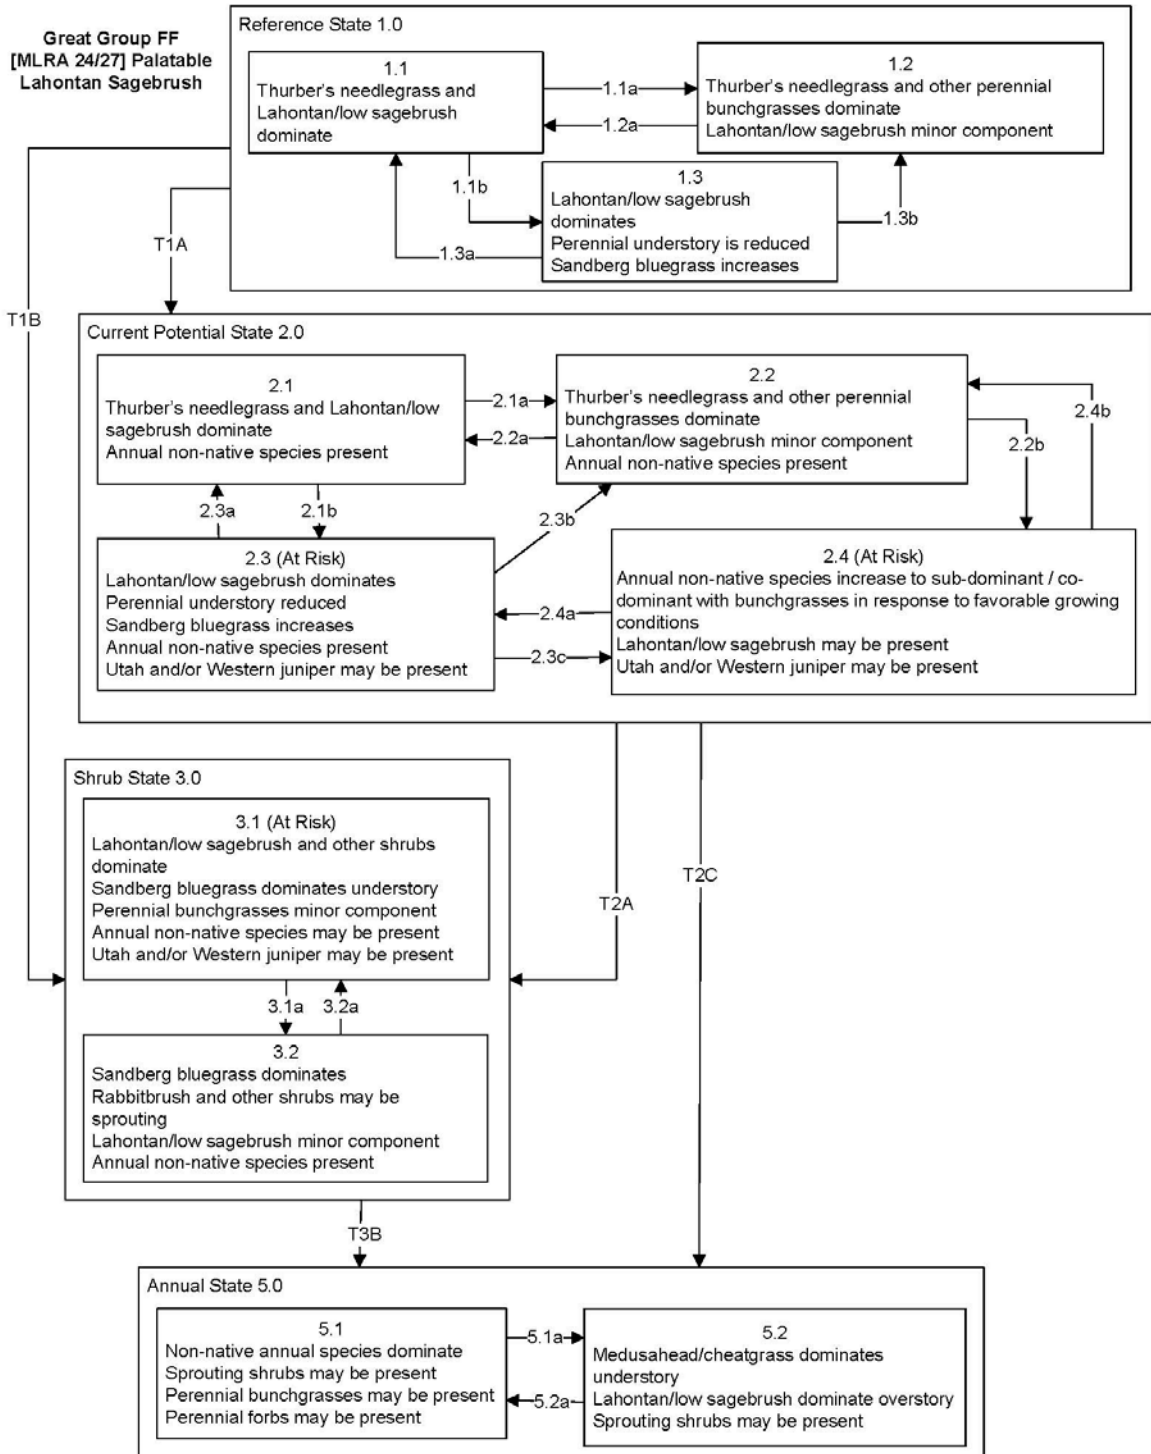 Great Group FF
[MLRA 24/27] Palatable
Lahontan Sagebrush
Reference State 1.0
1.1
Thurber's needlegrass and
Lahontan/low sagebrush
dominate
1.1a
1.2a
1.2
Thurber's needlegrass and other perennial
bunchgrasses dominate
Lahontan/low sagebrush minor component
1.1b
1.3a
1.3
Lahontan/low sagebrush
dominates
Perennial understory is reduced
Sandberg bluegrass increases
1.3b
T1A
T1B
Current Potential State 2.0
2.1
Thurber's needlegrass and Lahontan/low
sagebrush dominate
Annual non-native species present
2.1a
2.2a
2.2
Thurber's needlegrass and other perennial
bunchgrasses dominate
Lahontan/low sagebrush minor component
Annual non-native species present
2.4b
2.2b
2.3a
2.1b
2.3b
2.3 (At Risk)
Lahontan/low sagebrush dominates
Perennial understory reduced
Sandberg bluegrass increases
Annual non-native species present
Utah and/or Western juniper may be present
2.4a
2.3c
2.4 (At Risk)
Annual non-native species increase to sub-dominant / co-
dominant with bunchgrasses in response to favorable growing
conditions
Lahontan/low sagebrush may be present
Utah and/or Western juniper may be present
Shrub State 3.0
3.1 (At Risk)
Lahontan/low sagebrush and other shrubs
dominate
Sandberg bluegrass dominates understory
Perennial bunchgrasses minor component
Annual non-native species may be present
Utah and/or Western juniper may be present
T2A
T2C
3.1a
3.2a
3.2
Sandberg bluegrass dominates
Rabbitbrush and other shrubs may be
sprouting
Lahontan/low sagebrush minor component
Annual non-native species present
T3B
Annual State 5.0
5.1
Non-native annual species dominate
Sprouting shrubs may be present
Perennial bunchgrasses may be present
Perennial forbs may be present
5.1a
5.2a
5.2
Medusahead/cheatgrass dominates
understory
Lahontan/low sagebrush dominate overstory
Sprouting shrubs may be present